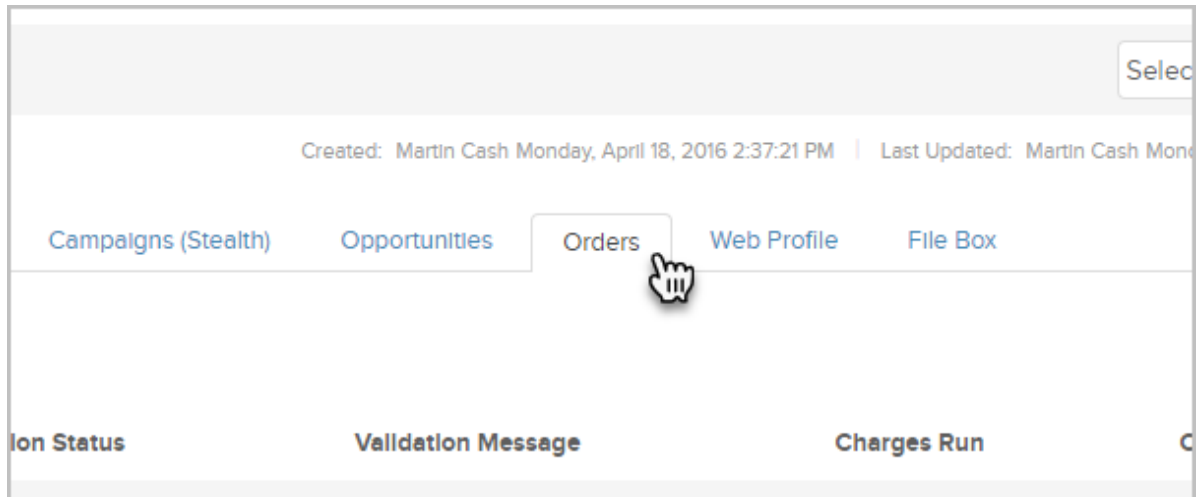 Selec
Created: Martin Cash Monday, April 18, 2016 2:37:21 PM Last Updated: Martin Cash Mon
Campaigns (Stealth) Opportunities Orders Web Profile File Box
ion Status Validation Message Charges Run